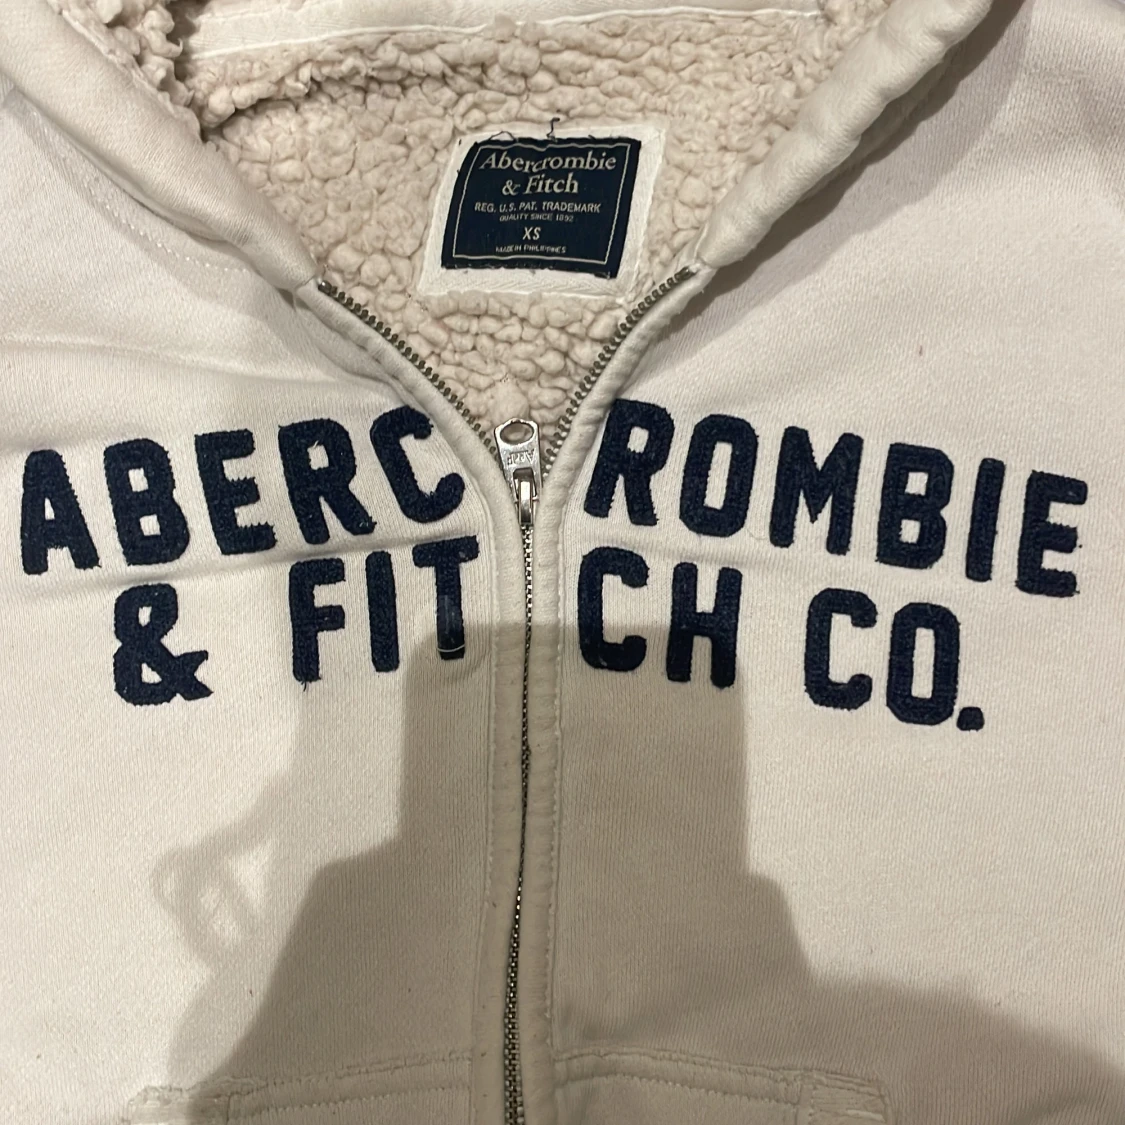 Abercrombie
& Fitch
REG. U.S. PAT. TRADEMARK
QUALITY SINCE 1892
XS
MADE IN PHILIPPINES
ABERCROMBIE
& FITCH CO.